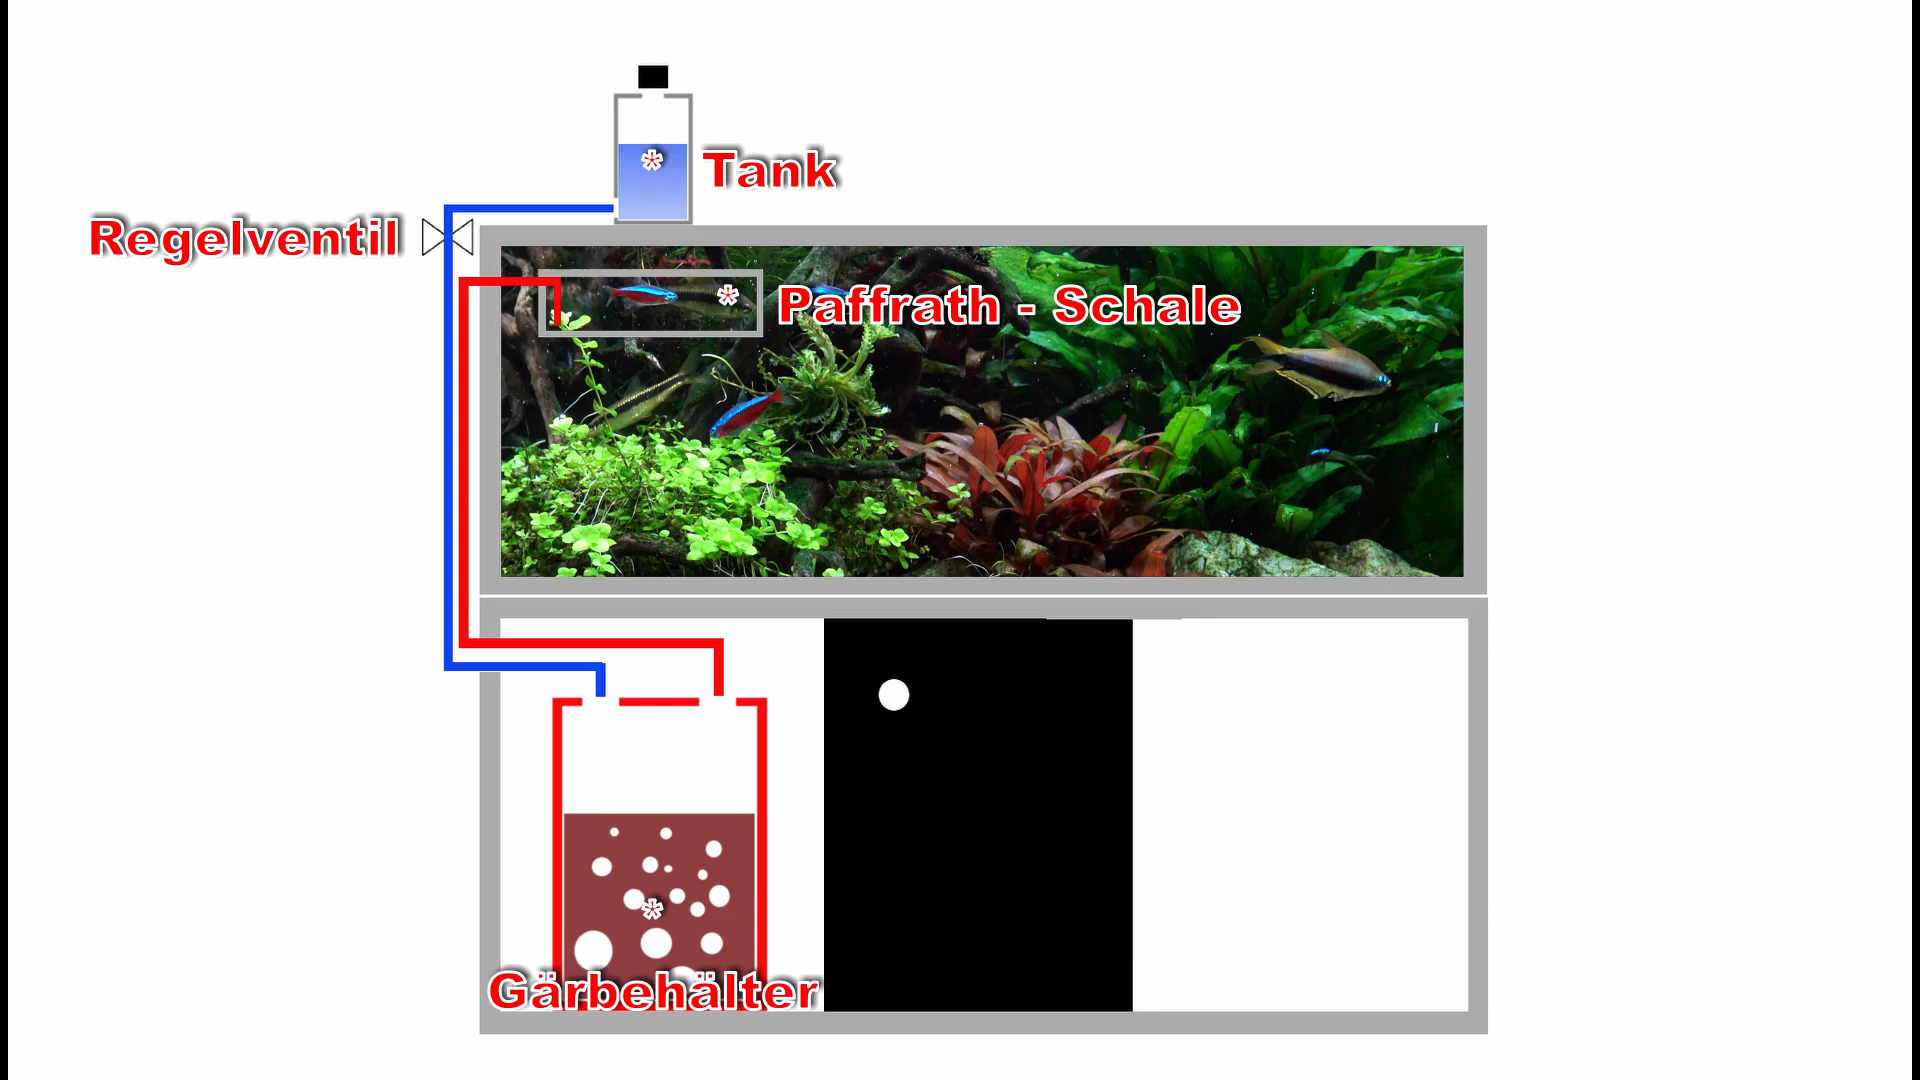 * Tank
Regelventil
* Paffrath - Schale
*
Gärbehälter